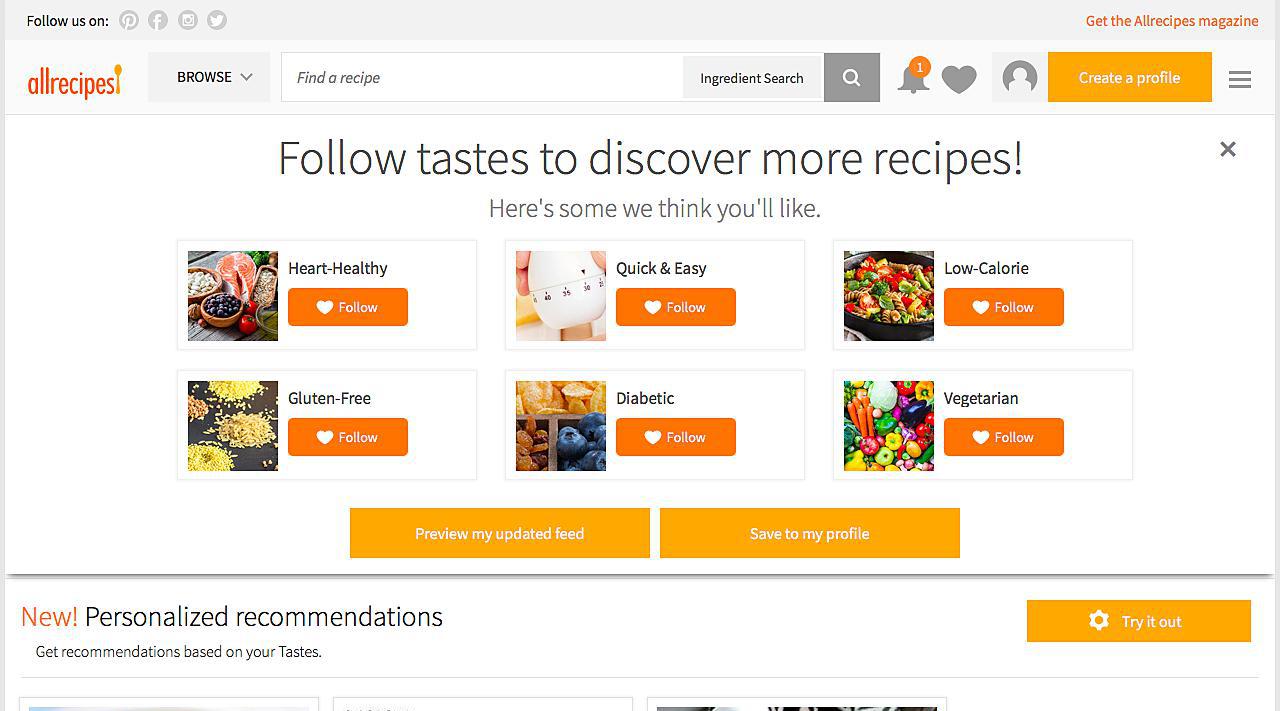 Follow us on:
Get the Allrecipes magazine
allrecipes
BROWSE
Find a recipe
Ingredient Search
1
Create a profile
Follow tastes to discover more recipes!
Here's some we think you'll like.
Heart-Healthy
Follow
Quick & Easy
Follow
Low-Calorie
Follow
Gluten-Free
Follow
Diabetic
Follow
Vegetarian
Follow
Preview my updated feed
Save to my profile
New! Personalized recommendations
Try it out
Get recommendations based on your Tastes.